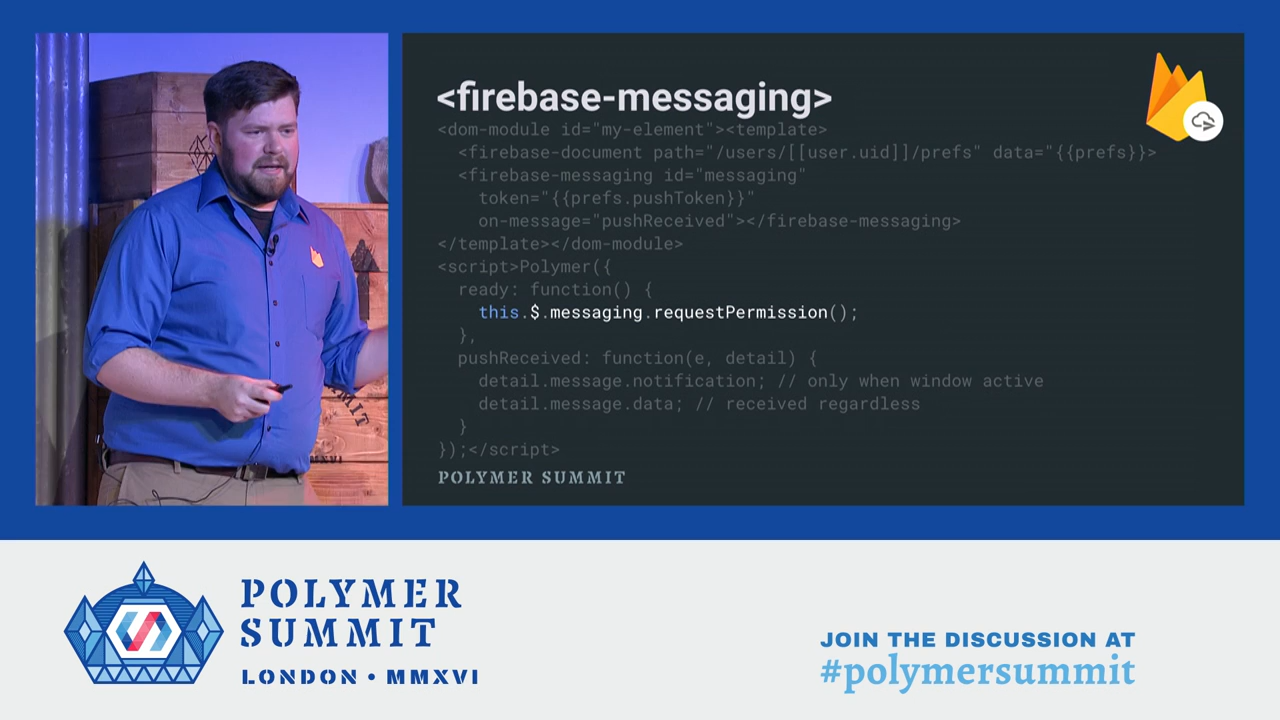 <firebase-messaging>
<dom-module id="my-element"><template>
<firebase-document path="/users/[[user.uid]]/prefs" data="{{prefs}}>
<firebase-messaging id="messaging"
token="{{prefs.pushToken}}"
on-message="pushReceived"></firebase-messaging>
</template></dom-module>
<script>Polymer({
ready: function() {
this.$.messaging.requestPermission();
},
pushReceived: function(e, detail) {
detail.message.notification; // only when window active
detail.message.data; // received regardless
}
});</script>
POLYMER SUMMIT
POLYMER
SUMMIT
LONDON • MMXVI
JOIN THE DISCUSSION AT
#polymersummit